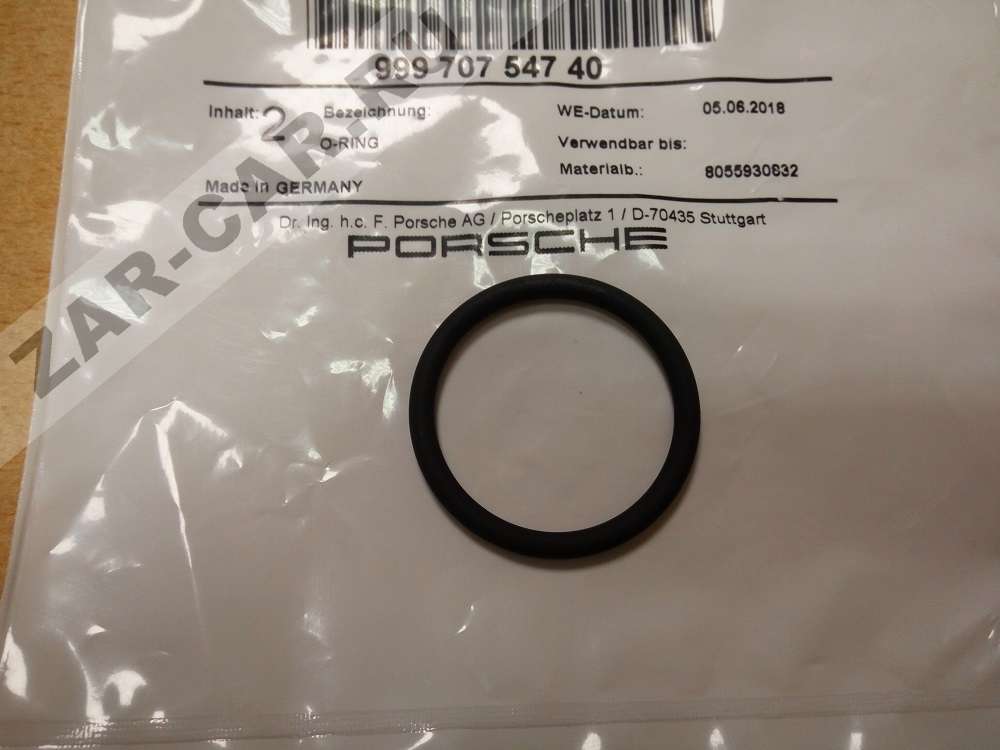 999 707 547 40
Inhalt: 2 Bezeichnung: WE-Datum: 05.06.2018
O-RING Verwendbar bis:
Materialb.: 8055930832
Made in GERMANY
Dr. Ing. h.c. F. Porsche AG / Porscheplatz 1 / D-70435 Stuttgart
PORSCHE
ZAR-CAR.RU